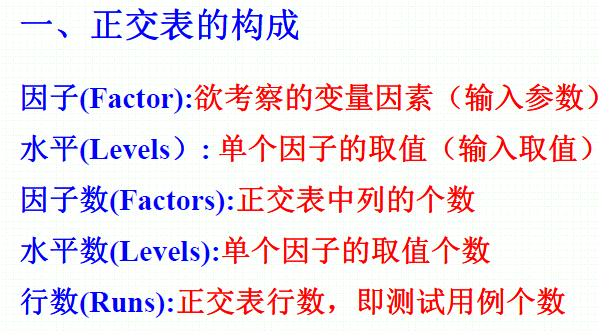 一、正交表的构成
因子(Factor):欲考察的变量因素（输入参数）
水平(Levels）: 单个因子的取值（输入取值）
因子数(Factors):正交表中列的个数
水平数(Levels):单个因子的取值个数
行数(Runs):正交表行数，即测试用例个数